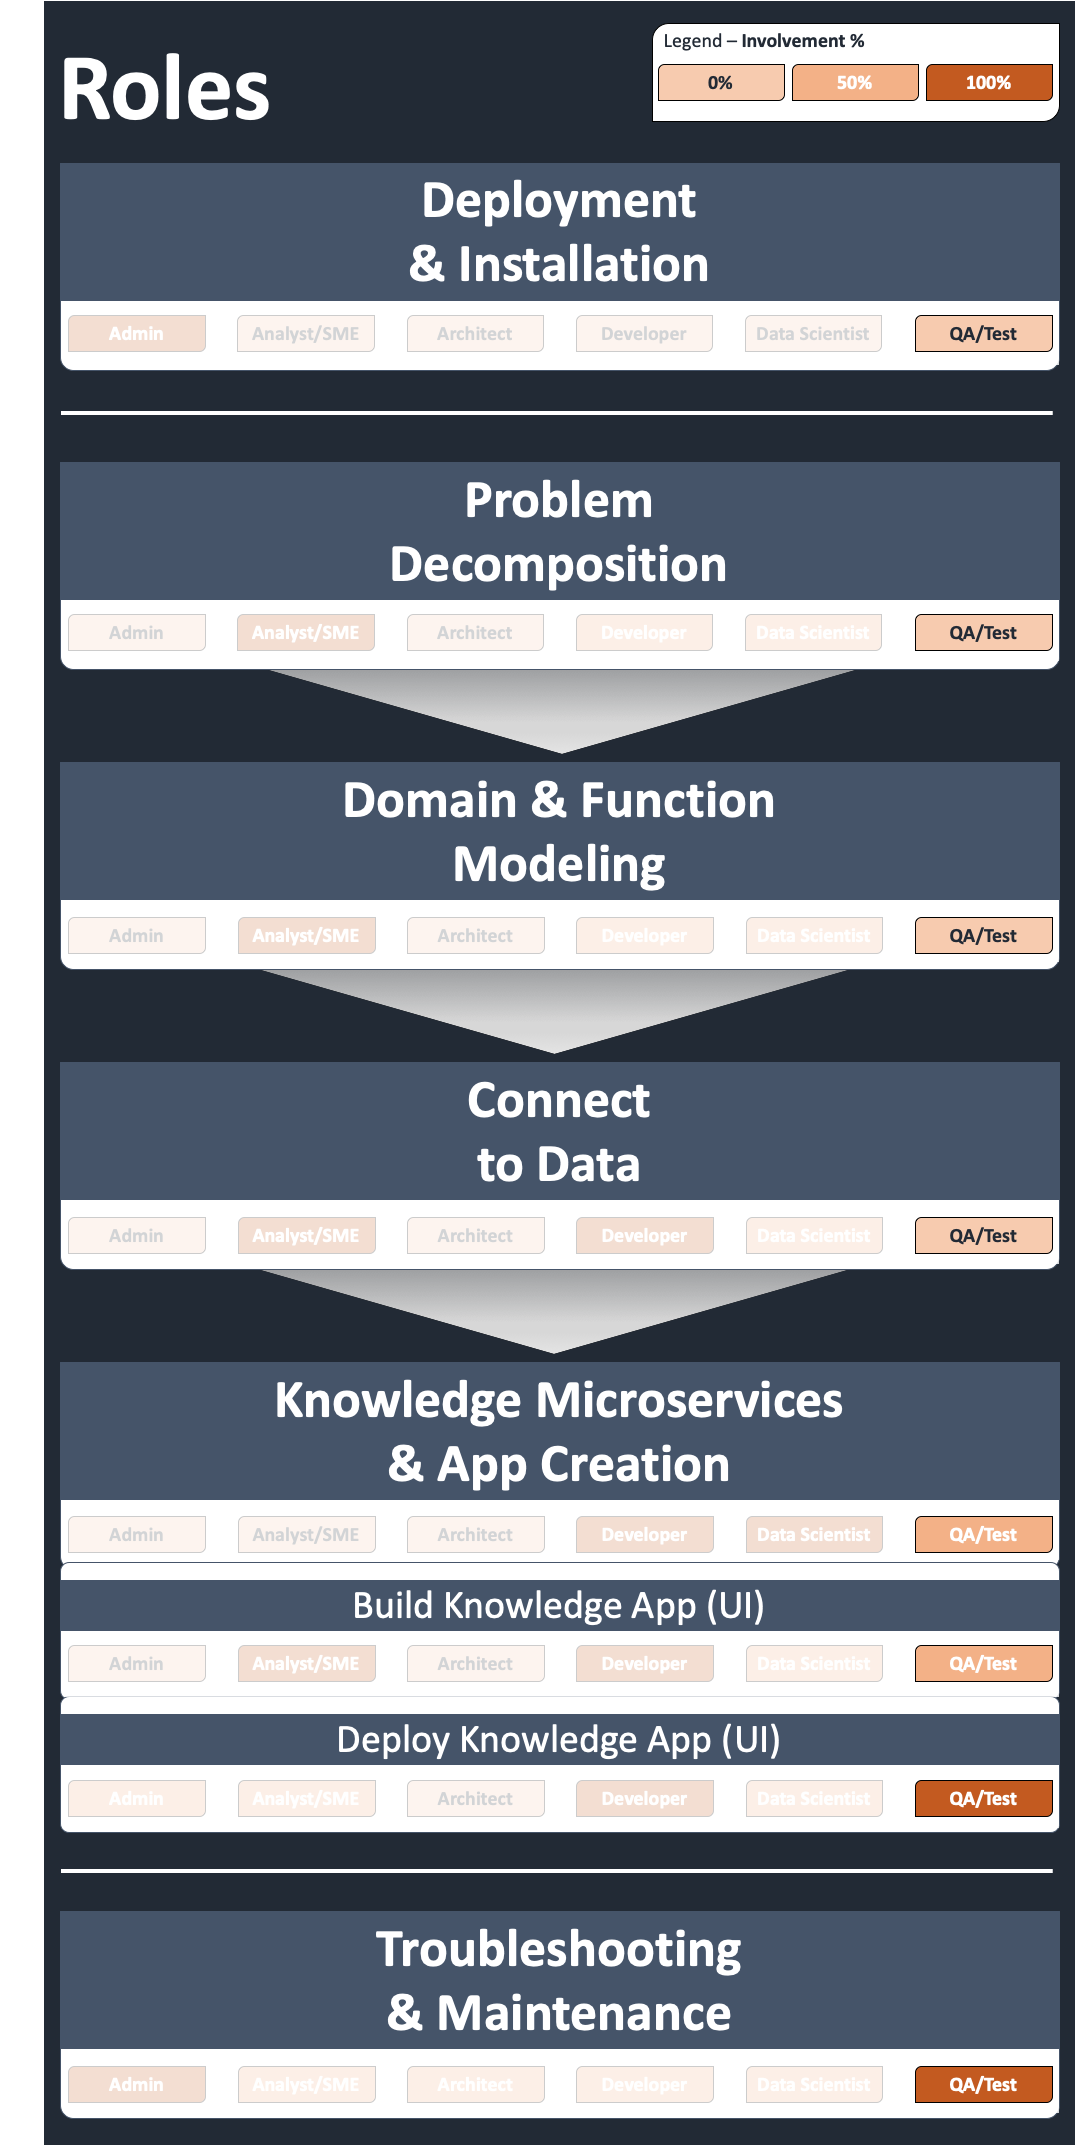 Roles
Legend – Involvement %
0% 50% 100%
Deployment
& Installation
Admin Analyst/SME Architect Developer Data Scientist QA/Test
Problem
Decomposition
Admin Analyst/SME Architect Developer Data Scientist QA/Test
Domain & Function
Modeling
Admin Analyst/SME Architect Developer Data Scientist QA/Test
Connect
to Data
Admin Analyst/SME Architect Developer Data Scientist QA/Test
Knowledge Microservices
& App Creation
Admin Analyst/SME Architect Developer Data Scientist QA/Test
Build Knowledge App (UI)
Admin Analyst/SME Architect Developer Data Scientist QA/Test
Deploy Knowledge App (UI)
Admin Analyst/SME Architect Developer Data Scientist QA/Test
Troubleshooting
& Maintenance
Admin Analyst/SME Architect Developer Data Scientist QA/Test